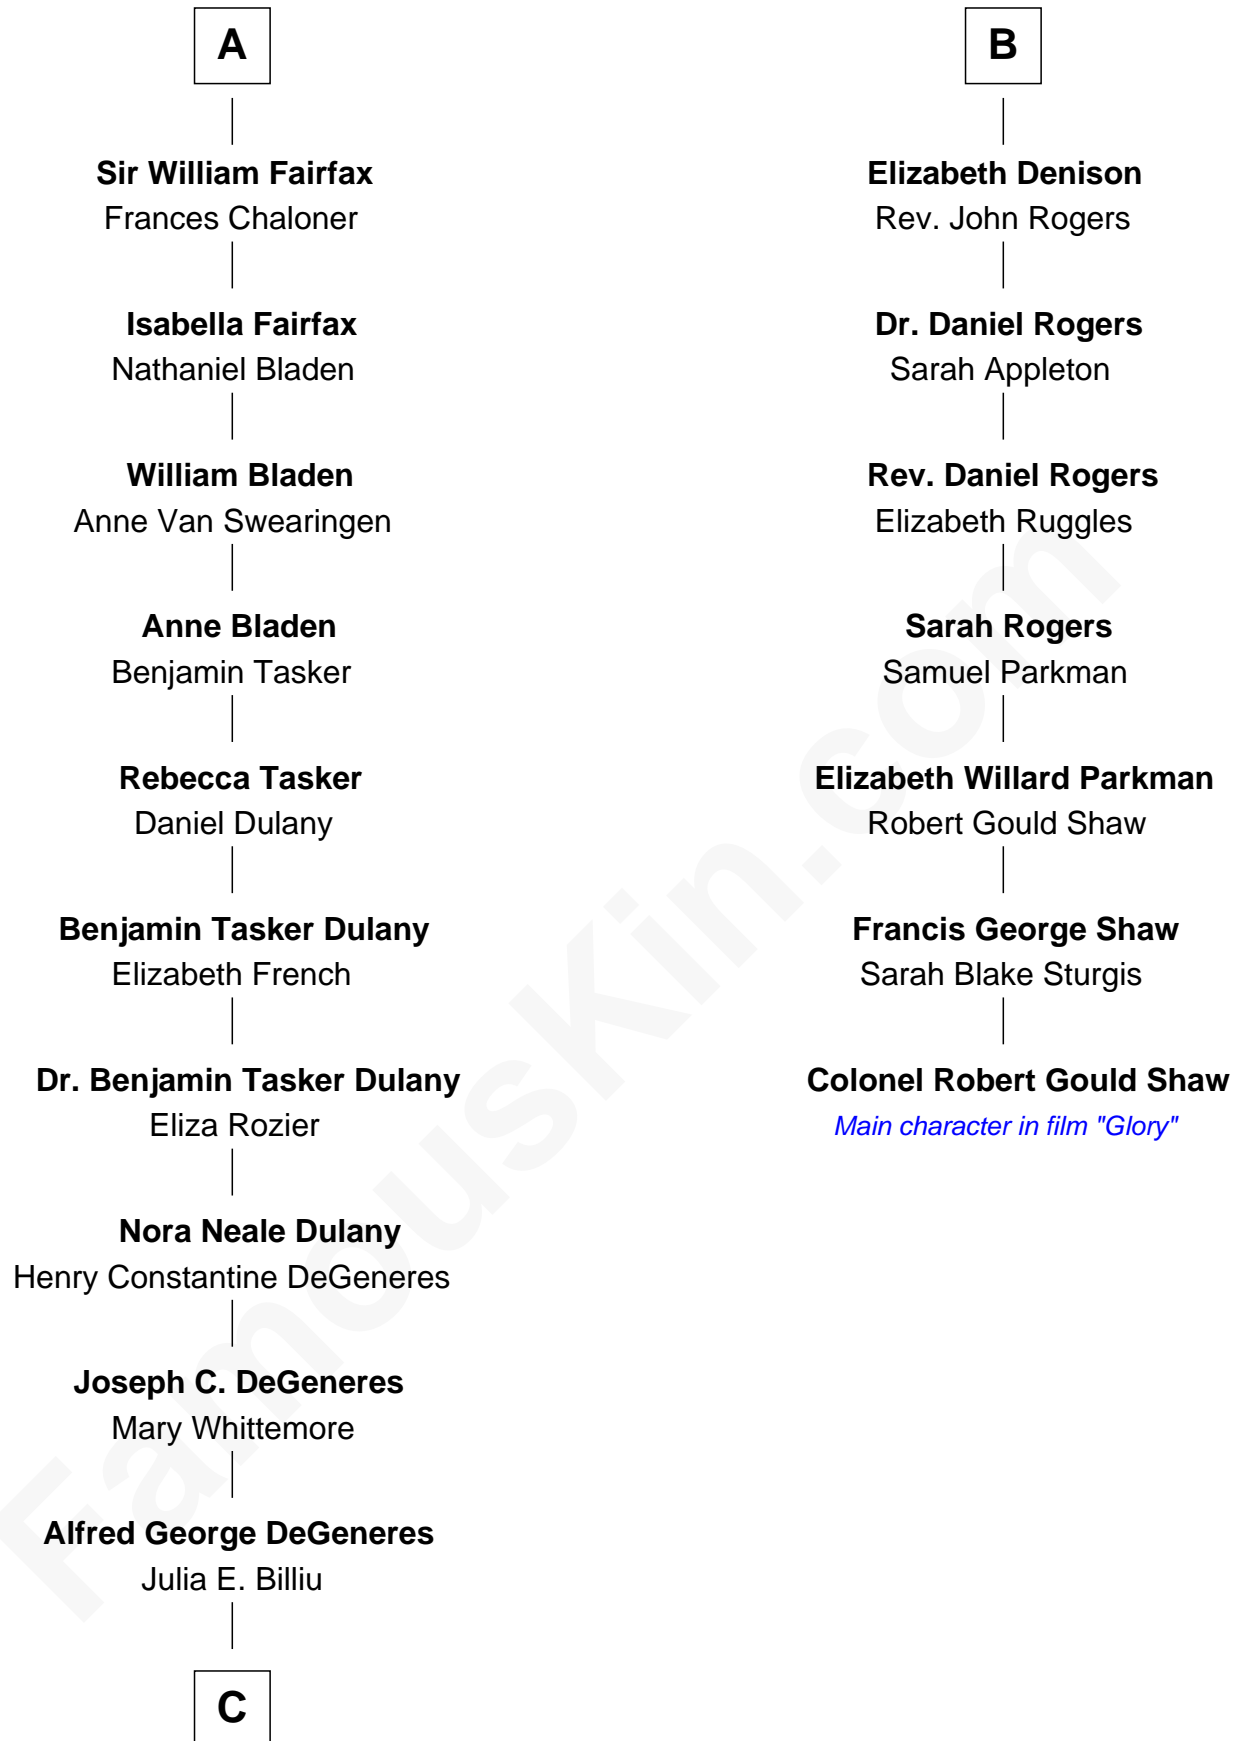 A
Sir William Fairfax
Frances Chaloner
Isabella Fairfax
Nathaniel Bladen
William Bladen
Anne Van Swearingen
Anne Bladen
Benjamin Tasker
Rebecca Tasker
Daniel Dulany
Benjamin Tasker Dulany
Elizabeth French
Dr. Benjamin Tasker Dulany
Eliza Rozier
Nora Neale Dulany
Henry Constantine DeGeneres
Joseph C. DeGeneres
Mary Whittemore
Alfred George DeGeneres
Julia E. Billiu
C
B
Elizabeth Denison
Rev. John Rogers
Dr. Daniel Rogers
Sarah Appleton
Rev. Daniel Rogers
Elizabeth Ruggles
Sarah Rogers
Samuel Parkman
Elizabeth Willard Parkman
Robert Gould Shaw
Francis George Shaw
Sarah Blake Sturgis
Colonel Robert Gould Shaw
Main character in film "Glory"
FamousKin.com